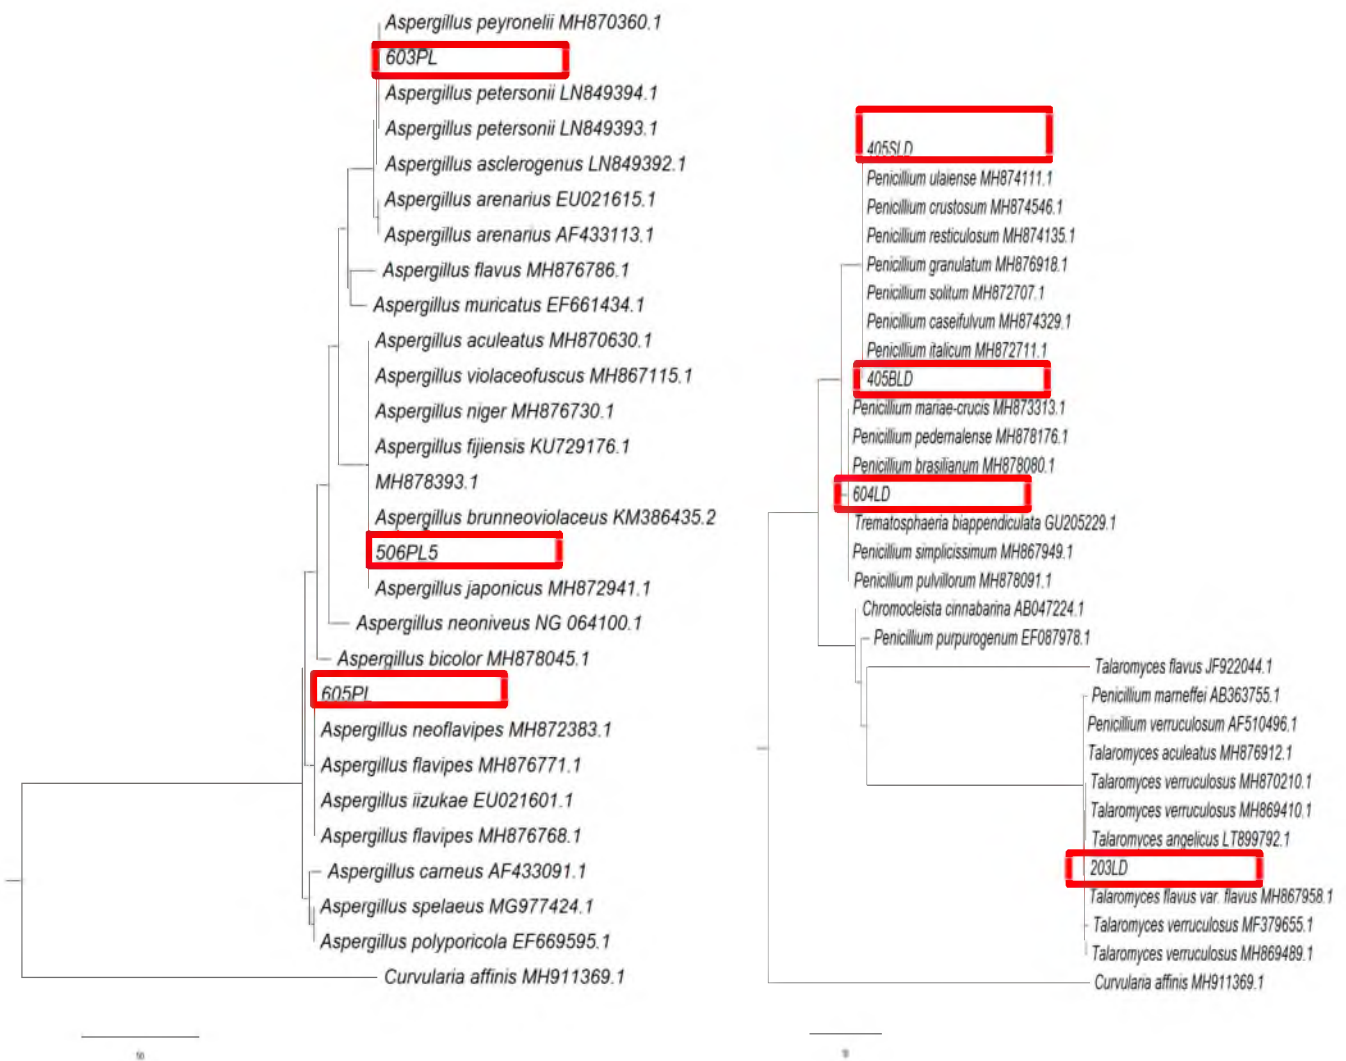 Aspergillus peyronelii MH870360.1
603PL
Aspergillus petersonii LN849394.1
Aspergillus petersonii LN849393.1
Aspergillus asclerogenus LN849392.1
Aspergillus arenarius EU021615.1
Aspergillus arenarius AF433113.1
Aspergillus flavus MH876786.1
Aspergillus muricatus EF661434.1
Aspergillus aculeatus MH870630.1
Aspergillus violaceofuscus MH867115.1
Aspergillus niger MH876730.1
Aspergillus fijiensis KU729176.1
MH878393.1
Aspergillus brunneoviolaceus KM386435.2
506PL5
Aspergillus japonicus MH872941.1
Aspergillus neoniveus NG 064100.1
Aspergillus bicolor MH878045.1
605PL
Aspergillus neoflavipes MH872383.1
Aspergillus flavipes MH876771.1
Aspergillus iizukae EU021601.1
Aspergillus flavipes MH876768.1
Aspergillus carneus AF433091.1
Aspergillus spelaeus MG977424.1
Aspergillus polyporicola EF669595.1
Curvularia affinis MH911369.1
405SLD
Penicillium ulaiense MH874111.1
Penicillium crustosum MH874546.1
Penicillium resticulosum MH874135.1
Penicillium granulatum MH876918.1
Penicillium solitum MH872707.1
Penicillium caseifulvum MH874329.1
Penicillium italicum MH872711.1
405BLD
Penicillium mariae-crucis MH873313.1
Penicillium pedernalense MH878176.1
Penicillium brasilianum MH878080.1
604LD
Trematosphaeria biappendiculata GU205229.1
Penicillium simplicissimum MH867949.1
Penicillium pulvillorum MH878091.1
Chromocleista cinnabarina AB047224.1
Penicillium purpurogenum EF087978.1
Talaromyces flavus JF922044.1
Penicillium marneffei AB363755.1
Penicillium verruculosum AF510496.1
Talaromyces aculeatus MH876912.1
Talaromyces verruculosus MH870210.1
Talaromyces verruculosus MH869410.1
Talaromyces angelicus LT899792.1
203LD
Talaromyces flavus var. flavus MH867958.1
Talaromyces verruculosus MF379655.1
Talaromyces verruculosus MH869489.1
Curvularia affinis MH911369.1